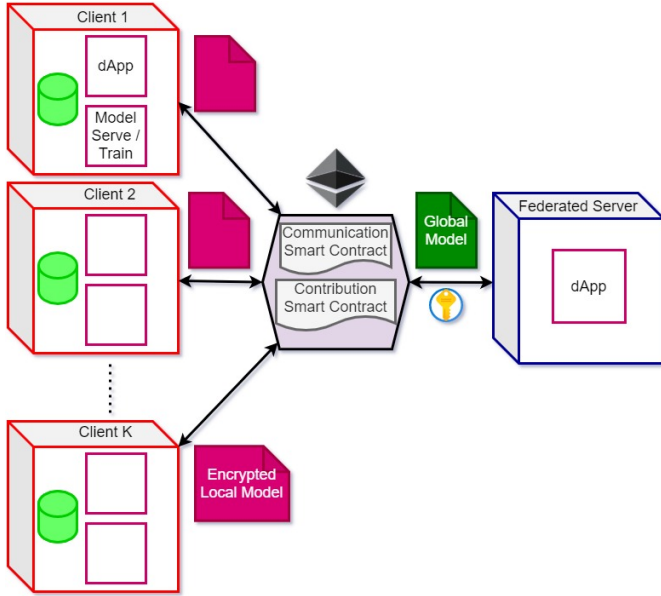 Client 1
dApp
Model
Serve /
Train
Client 2
Communication
Smart Contract
Contribution
Smart Contract
Global
Model
Federated Server
dApp
Client K
Encrypted
Local Model